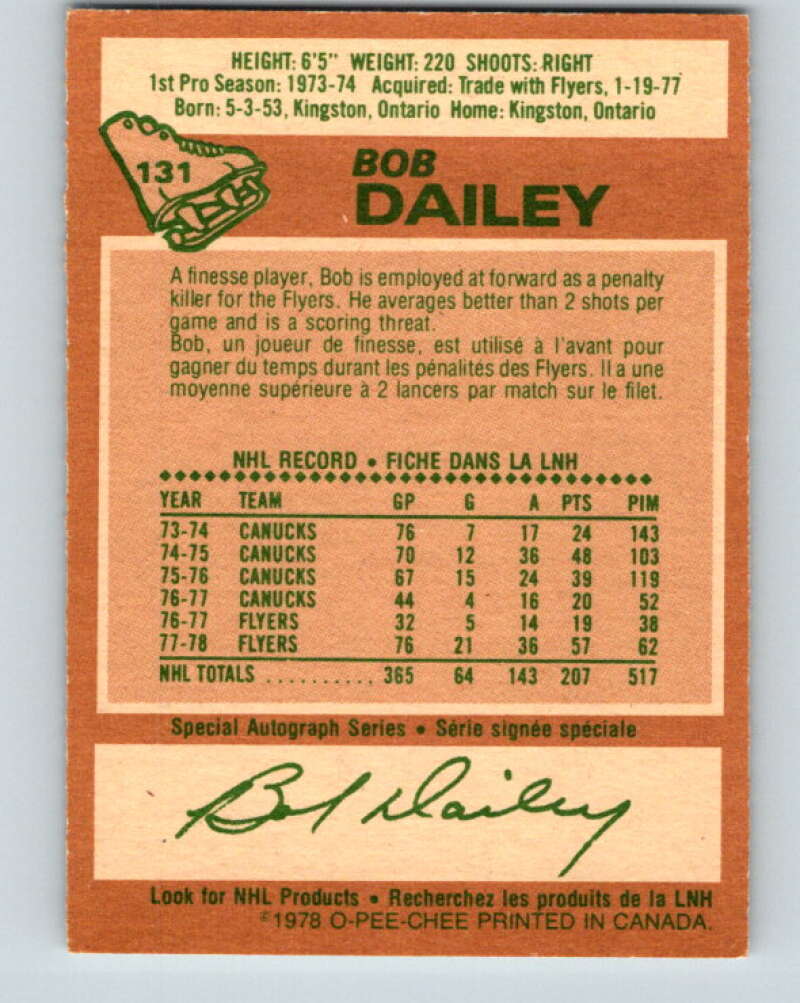 HEIGHT: 6'5" WEIGHT: 220 SHOOTS: RIGHT
1st Pro Season: 1973-74 Acquired: Trade with Flyers, 1-19-77
Born: 5-3-53, Kingston, Ontario Home: Kingston, Ontario
131
BOB
DAILEY
A finesse player, Bob is employed at forward as a penalty
killer for the Flyers. He averages better than 2 shots per
game and is a scoring threat.
Bob, un joueur de finesse, est utilisé à l'avant pour
gagner du temps durant les pénalités des Flyers. Il a une
moyenne supérieure à 2 lancers par match sur le filet.
NHL RECORD • FICHE DANS LA LNH
YEAR TEAM GP G A PTS PIM
73-74 CANUCKS 76 7 17 24 143
74-75 CANUCKS 70 12 36 48 103
75-76 CANUCKS 67 15 24 39 119
76-77 CANUCKS 44 4 16 20 52
76-77 FLYERS 32 5 14 19 38
77-78 FLYERS 76 21 36 57 62
NHL TOTALS .......... 365 64 143 207 517
Special Autograph Series • Série signée spéciale
Bob Dailey
Look for NHL Products • Recherchez les produits de la LNH
©1978 O-PEE-CHEE PRINTED IN CANADA.